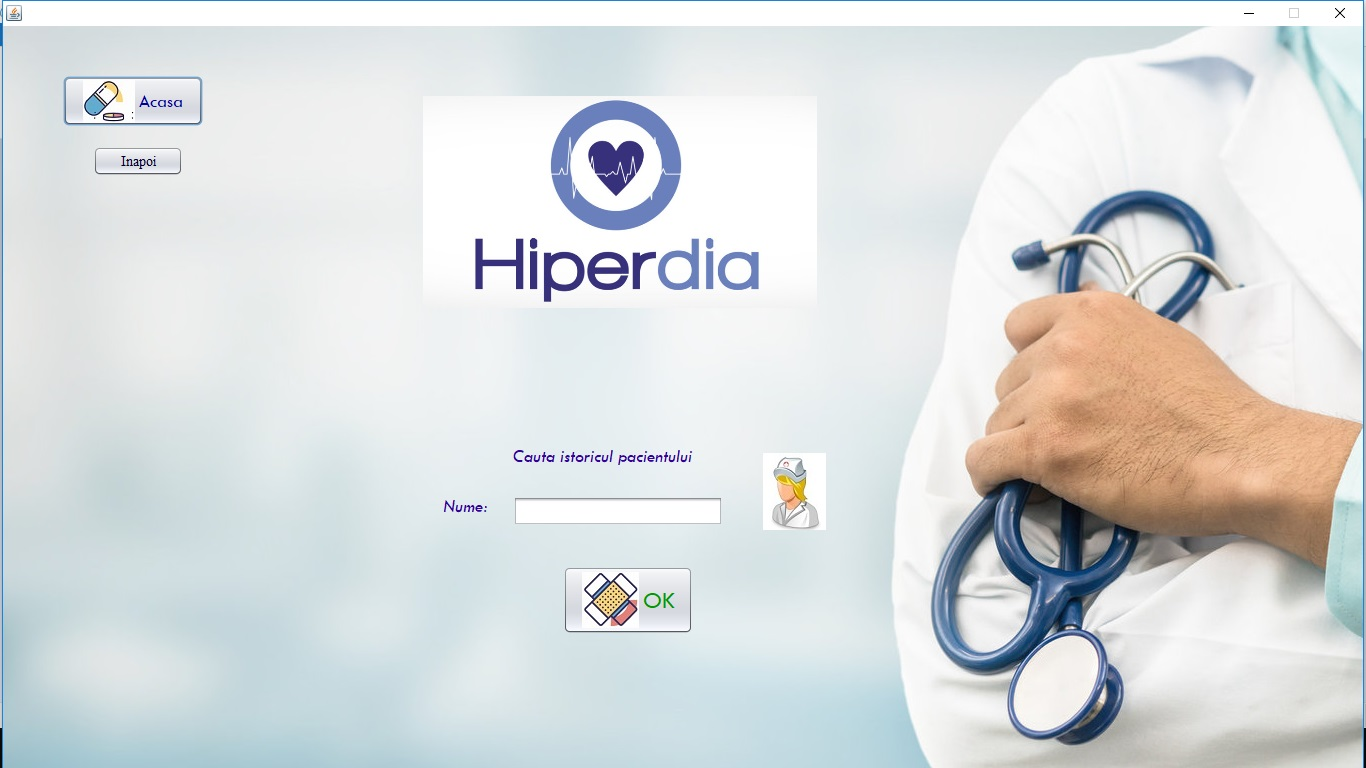 Acasa
Inapoi
Hiperdia
Cauta istoricul pacientului
Nume:
OK